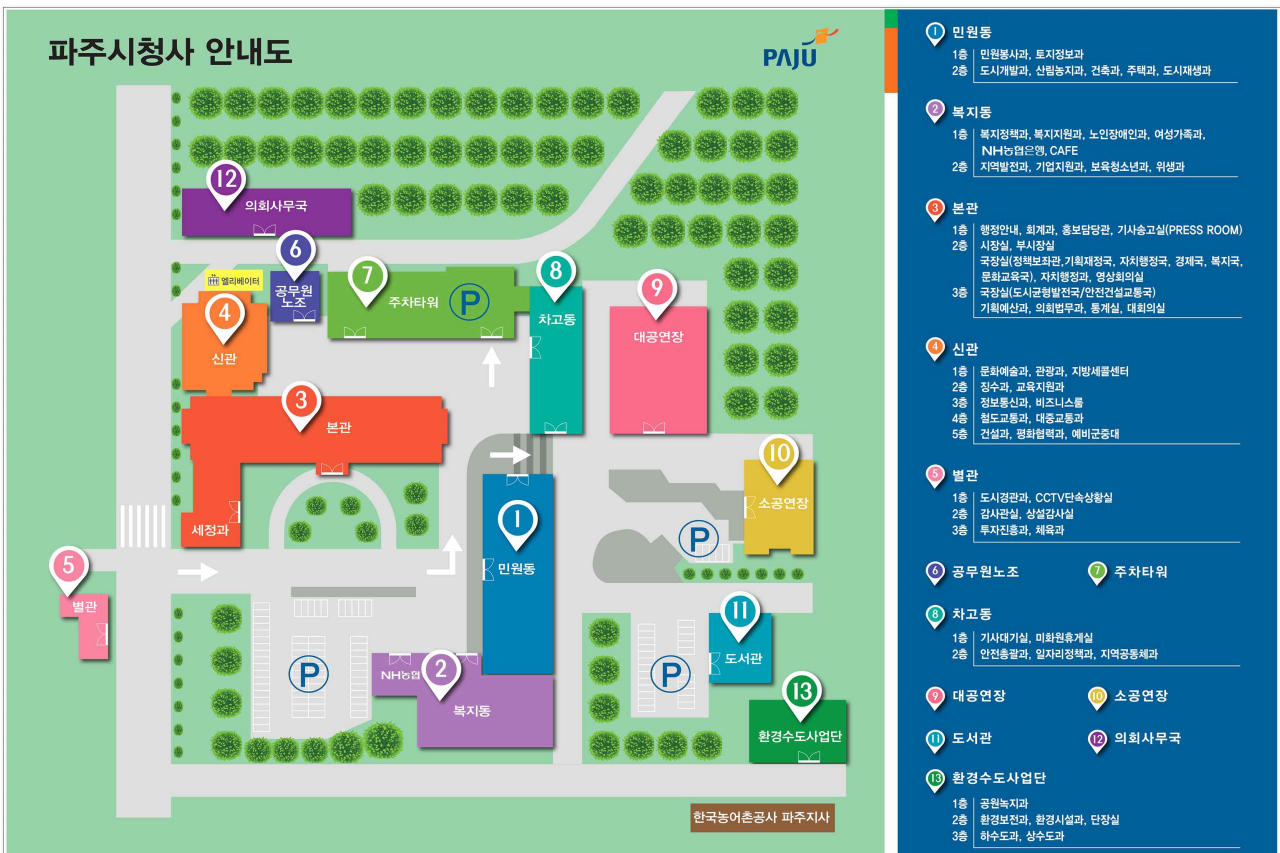 파주시청사 안내도
PAJU
12
의회사무국
6
공무원
노조
엘리베이터
7
주차타워
P
8
차고동
9
대공연장
4
신관
3
본관
세정과
10
소공연장
1
민원동
P
5
별관
11
도서관
P
NH농협
2
복지동
P
13
환경수도사업단
한국농어촌공사 파주지사
1 민원동
1층 민원봉사과, 토지정보과
2층 도시개발과, 산림농지과, 건축과, 주택과, 도시재생과
2 복지동
1층 복지정책과, 복지지원과, 노인장애인과, 여성가족과,
NH농협은행, CAFE
2층 지역발전과, 기업지원과, 보육청소년과, 위생과
3 본관
1층 행정안내, 회계과, 홍보담당관, 기사송고실(PRESS ROOM)
2층 시장실, 부시장실
국장실(정책보좌관,기획재정국, 자치행정국, 경제국, 복지국,
문화교육국), 자치행정과, 영상회의실
3층 국장실(도시균형발전국/안전건설교통국)
기획예산과, 의회법무과, 통계실, 대회의실
4 신관
1층 문화예술과, 관광과, 지방세콜센터
2층 징수과, 교육지원과
3층 정보통신과, 비즈니스룸
4층 철도교통과, 대중교통과
5층 건설과, 평화협력과, 예비군중대
5 별관
1층 도시경관과, CCTV단속상황실
2층 감사관실, 상설감사실
3층 투자진흥과, 체육과
6 공무원노조 7 주차타워
8 차고동
1층 기사대기실, 미화원휴게실
2층 안전총괄과, 일자리정책과, 지역공동체과
9 대공연장 10 소공연장
11 도서관 12 의회사무국
13 환경수도사업단
1층 공원녹지과
2층 환경보전과, 환경시설과, 단장실
3층 하수도과, 상수도과